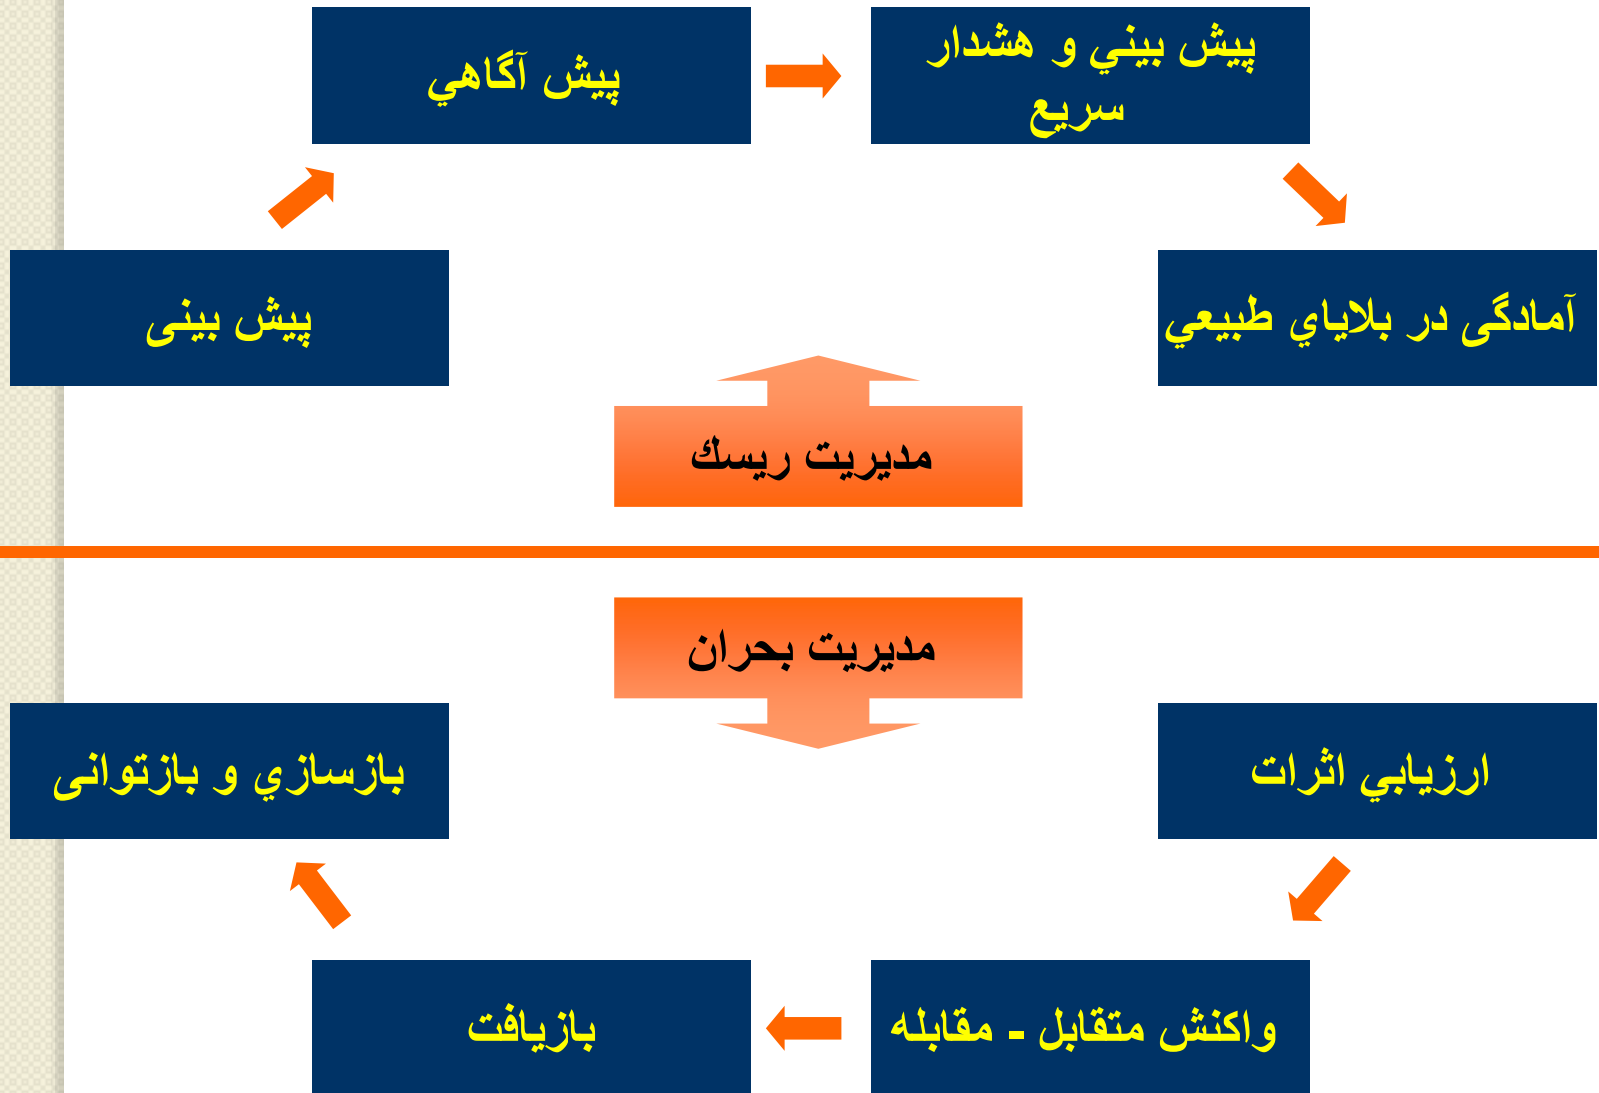 پيش آگاهي
پيش بيني و هشدار
سريع
پيش بينی
آمادگی در بلاياي طبيعي
مديريت ريسك
مديريت بحران
بازسازي و بازتوانی
ارزيابي اثرات
بازيافت
واكنش متقابل - مقابله